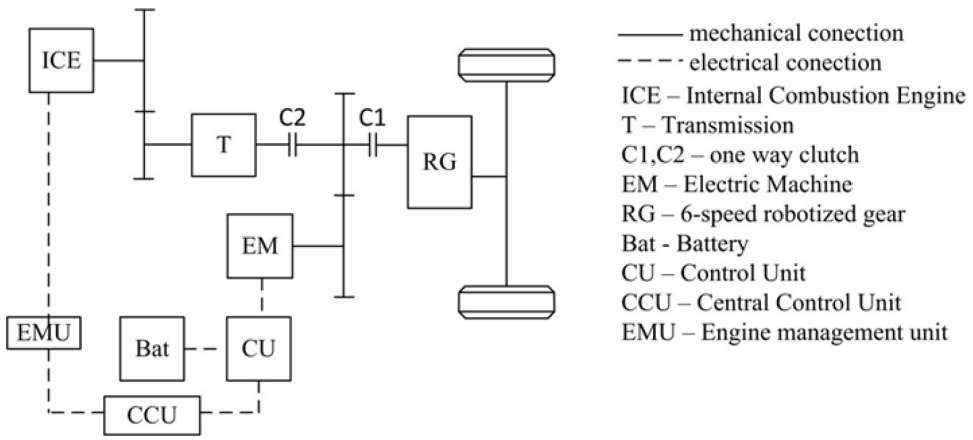 ICE
T
C2
C1
RG
EM
EMU
Bat
CU
CCU
mechanical conection
electrical conection
ICE – Internal Combustion Engine
T – Transmission
C1,C2 – one way clutch
EM – Electric Machine
RG – 6-speed robotized gear
Bat - Battery
CU – Control Unit
CCU – Central Control Unit
EMU – Engine management unit